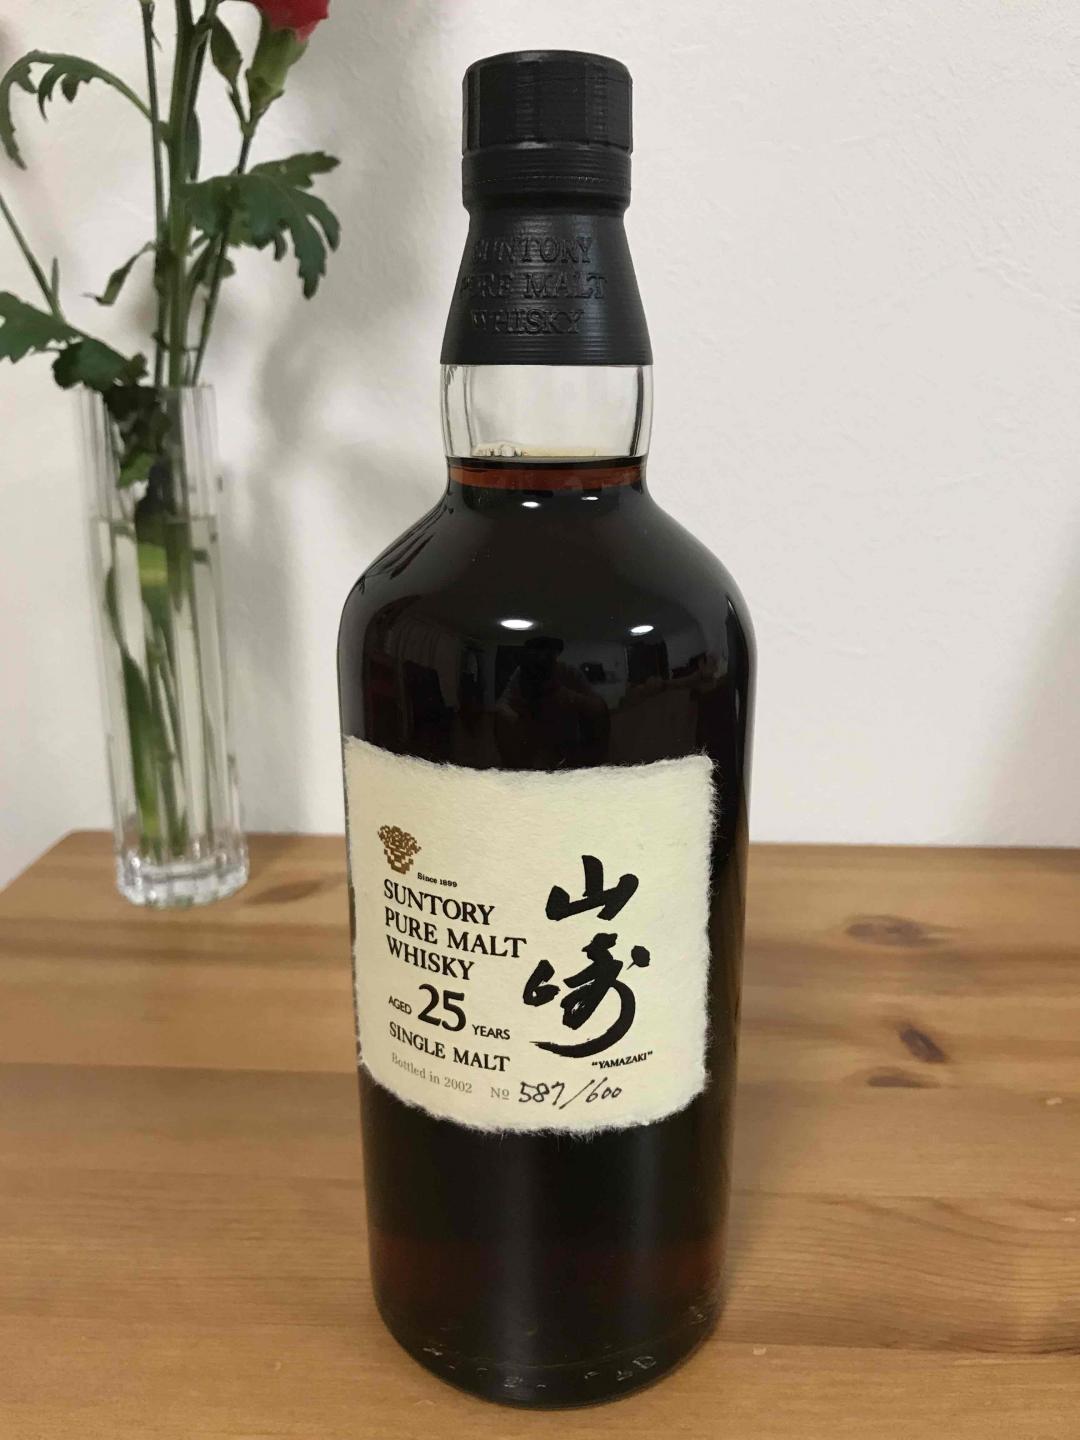 SUNTORY
PURE MALT
WHISKY
Since 1899
SUNTORY
PURE MALT
WHISKY
AGED 25 YEARS
SINGLE MALT
Bottled in 2002 No 587/600
山崎
"YAMAZAKI"